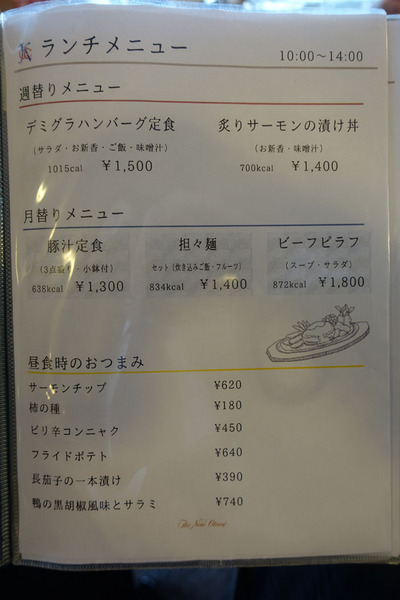 ランチメニュー
10:00～14:00
週替りメニュー
デミグラハンバーグ定食
(サラダ・お新香・ご飯・味噌汁)
1015cal ￥1,500
炙りサーモンの漬け丼
(お新香・味噌汁)
700kcal ￥1,400
月替りメニュー
豚汁定食
(3点盛り・小鉢付)
638kcal ￥1,300
担々麺
セット(炊き込みご飯・フルーツ)
834kcal ￥1,400
ビーフピラフ
(スープ・サラダ)
872kcal ￥1,800
昼食時のおつまみ
サーモンチップ ¥620
柿の種 ¥180
ピリ辛コンニャク ¥450
フライドポテト ¥640
長茄子の一本漬け ¥390
鴨の黒胡椒風味とサラミ ¥740
The New Otani